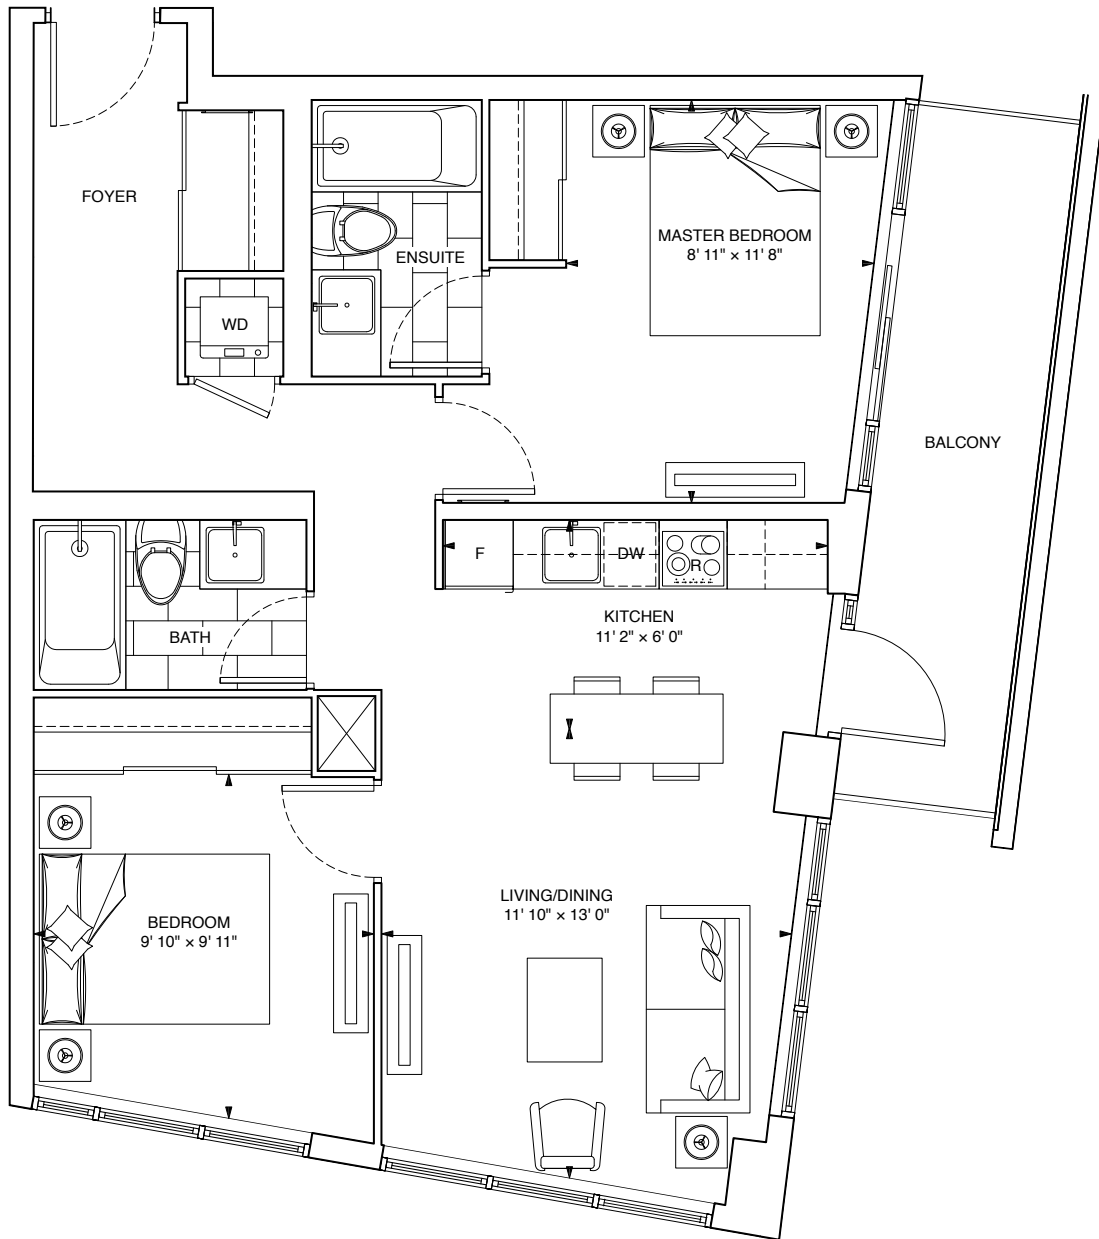 FOYER
ENSUITE
MASTER BEDROOM
8' 11" × 11' 8"
WD
BALCONY
F
DW
R
KITCHEN
11' 2" × 6' 0"
BATH
LIVING/DINING
11' 10" × 13' 0"
BEDROOM
9' 10" × 9' 11"